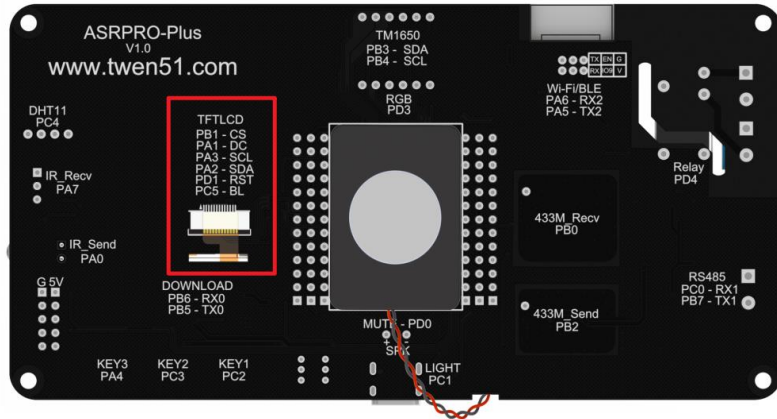 ASRPRO-Plus
V1.0
www.twen51.com
TM1650
PB3 - SDA
PB4 - SCL
RGB
PD3
TX EN G
RX IO9 V
Wi-Fi/BLE
PA6 - RX2
PA5 - TX2
DHT11
PC4
TFTLCD
PB1 - CS
PA1 - DC
PA3 - SCL
PA2 - SDA
PD1 - RST
PC5 - BL
IR_Recv
PA7
Relay
PD4
433M_Recv
PB0
IR_Send
PA0
G 5V
DOWNLOAD
PB6 - RX0
PB5 - TX0
RS485
PC0 - RX1
PB7 - TX1
433M_Send
PB2
MUTE - PD0
+ -
SPK
KEY3
PA4
KEY2
PC3
KEY1
PC2
LIGHT
PC1